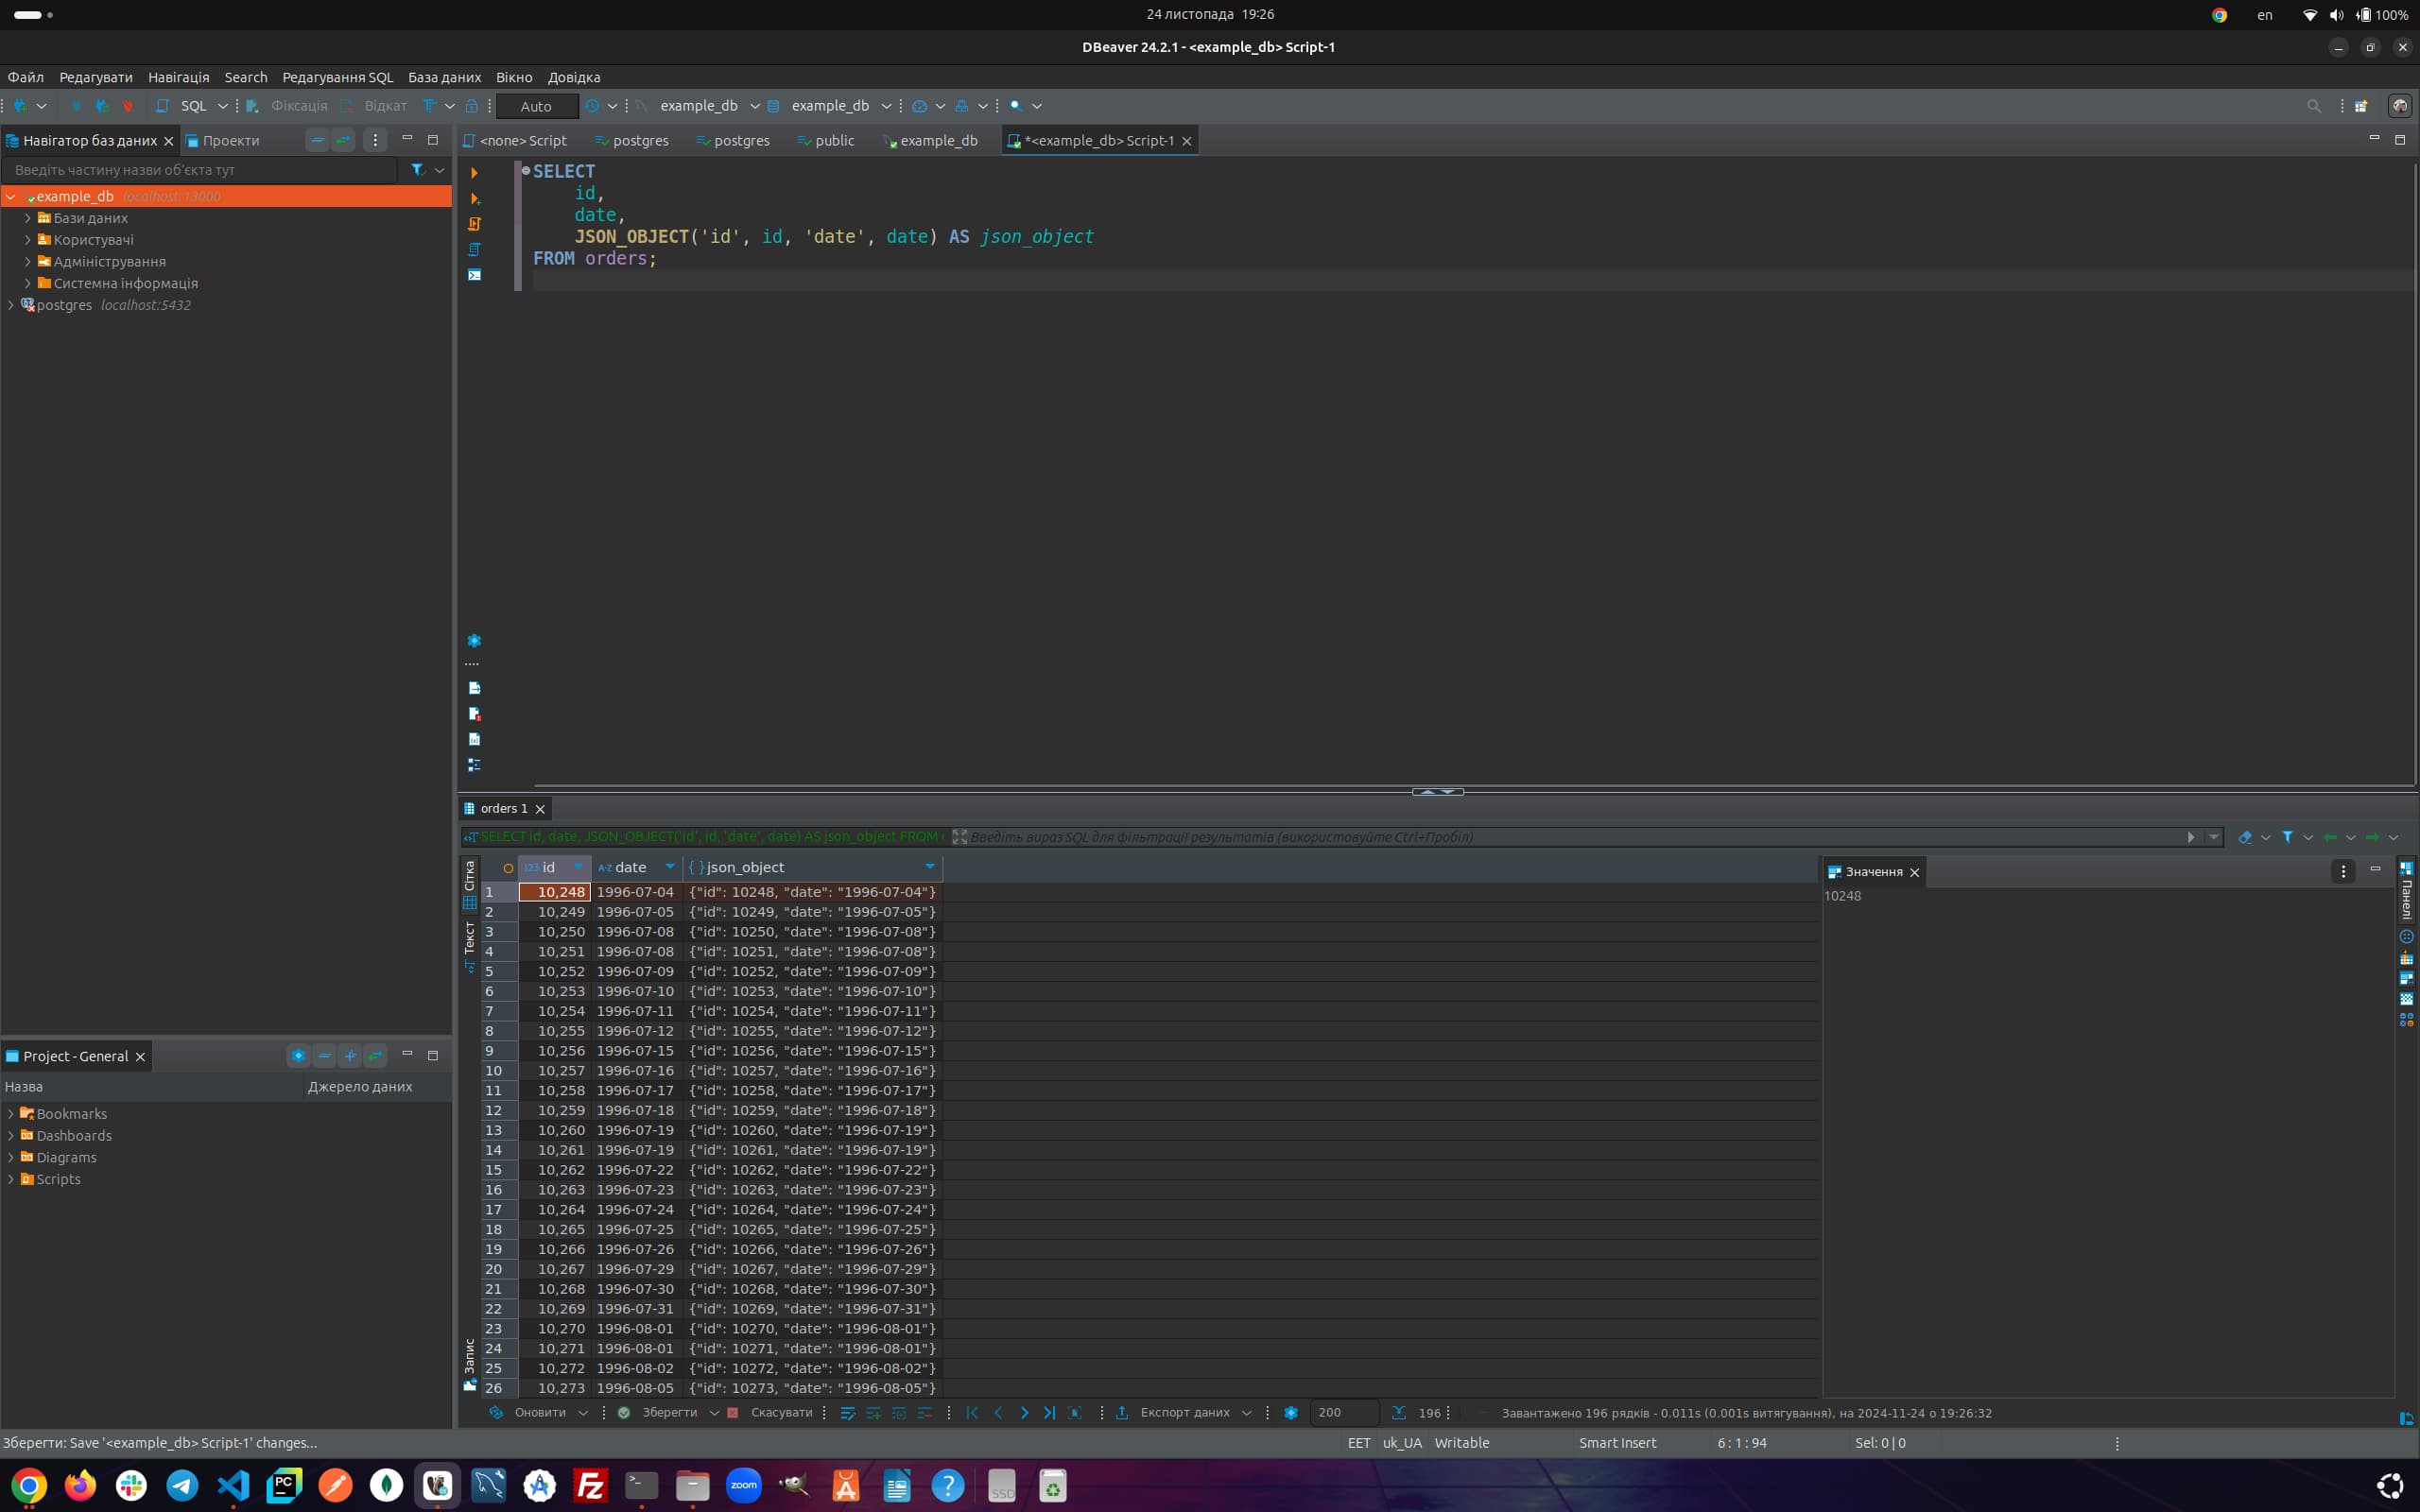 24 листопада 19:26
en
100%
DBeaver 24.2.1 - <example_db> Script-1
Файл Редагувати Навігація Search Редагування SQL База даних Вікно Довідка
SQL Фіксація Відкат Auto example_db example_db
Навігатор баз даних Проекти
<none> Script postgres postgres public example_db *<example_db> Script-1
Введіть частину назви об'єкта тут
example_db localhost:13000
Бази даних
Користувачі
Адміністрування
Системна інформація
postgres localhost:5432
SELECT
id,
date,
JSON_OBJECT('id', id, 'date', date) AS json_object
FROM orders;
Project - General
Назва Джерело даних
Bookmarks
Dashboards
Diagrams
Scripts
orders 1
SELECT id, date, JSON_OBJECT('id', id, 'date', date) AS json_object FROM
Введіть вираз SQL для фільтрації результатів (використовуйте Ctrl+Пробіл)
Сітка
Текст
Запис
123 id A-Z date {} json_object
1 10,248 1996-07-04 {"id": 10248, "date": "1996-07-04"}
2 10,249 1996-07-05 {"id": 10249, "date": "1996-07-05"}
3 10,250 1996-07-08 {"id": 10250, "date": "1996-07-08"}
4 10,251 1996-07-08 {"id": 10251, "date": "1996-07-08"}
5 10,252 1996-07-09 {"id": 10252, "date": "1996-07-09"}
6 10,253 1996-07-10 {"id": 10253, "date": "1996-07-10"}
7 10,254 1996-07-11 {"id": 10254, "date": "1996-07-11"}
8 10,255 1996-07-12 {"id": 10255, "date": "1996-07-12"}
9 10,256 1996-07-15 {"id": 10256, "date": "1996-07-15"}
10 10,257 1996-07-16 {"id": 10257, "date": "1996-07-16"}
11 10,258 1996-07-17 {"id": 10258, "date": "1996-07-17"}
12 10,259 1996-07-18 {"id": 10259, "date": "1996-07-18"}
13 10,260 1996-07-19 {"id": 10260, "date": "1996-07-19"}
14 10,261 1996-07-19 {"id": 10261, "date": "1996-07-19"}
15 10,262 1996-07-22 {"id": 10262, "date": "1996-07-22"}
16 10,263 1996-07-23 {"id": 10263, "date": "1996-07-23"}
17 10,264 1996-07-24 {"id": 10264, "date": "1996-07-24"}
18 10,265 1996-07-25 {"id": 10265, "date": "1996-07-25"}
19 10,266 1996-07-26 {"id": 10266, "date": "1996-07-26"}
20 10,267 1996-07-29 {"id": 10267, "date": "1996-07-29"}
21 10,268 1996-07-30 {"id": 10268, "date": "1996-07-30"}
22 10,269 1996-07-31 {"id": 10269, "date": "1996-07-31"}
23 10,270 1996-08-01 {"id": 10270, "date": "1996-08-01"}
24 10,271 1996-08-01 {"id": 10271, "date": "1996-08-01"}
25 10,272 1996-08-02 {"id": 10272, "date": "1996-08-02"}
26 10,273 1996-08-05 {"id": 10273, "date": "1996-08-05"}
Значення
10248
Панелі
Оновити Зберегти Скасувати Експорт даних 200 196 Завантажено 196 рядків - 0.011s (0.001s витягування), на 2024-11-24 о 19:26:32
Зберегти: Save '<example_db> Script-1' changes... EET uk_UA Writable Smart Insert 6 : 1 : 94 Sel: 0 | 0
PC
Fz
zoom
SSD